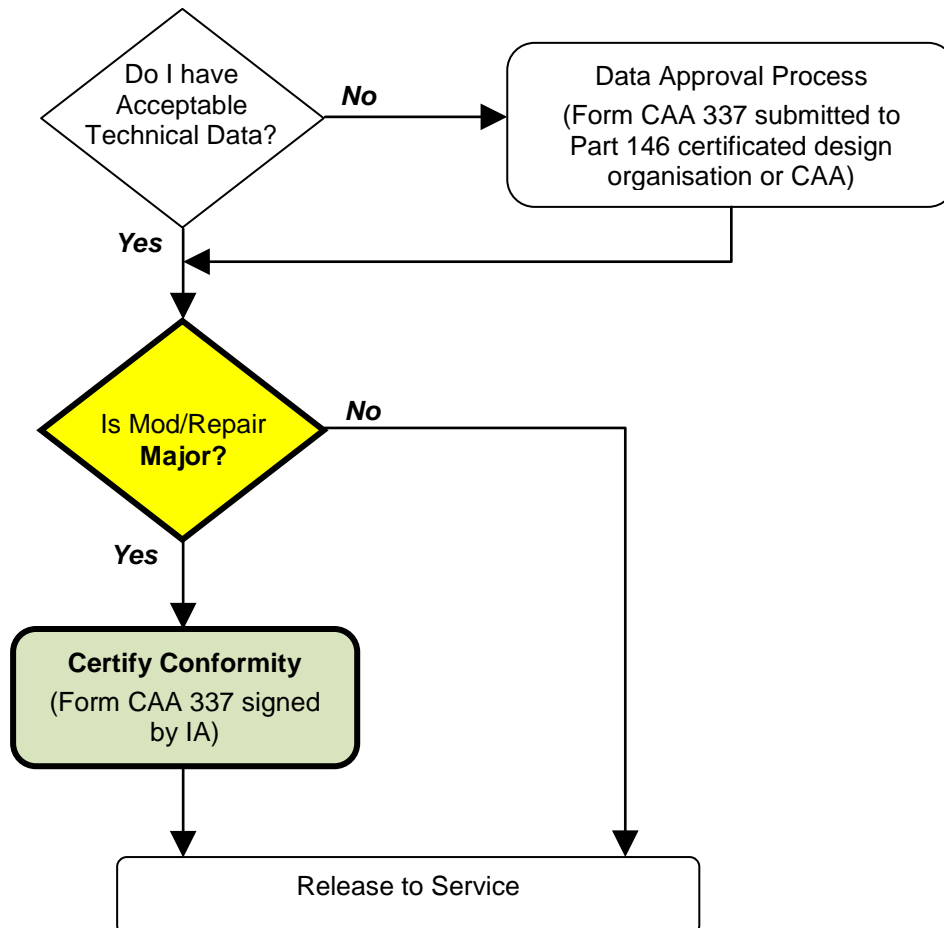 Do I have
Acceptable
Technical Data?
No
Data Approval Process
(Form CAA 337 submitted to
Part 146 certificated design
organisation or CAA)
Yes
Is Mod/Repair
Major?
No
Yes
Certify Conformity
(Form CAA 337 signed
by IA)
Release to Service